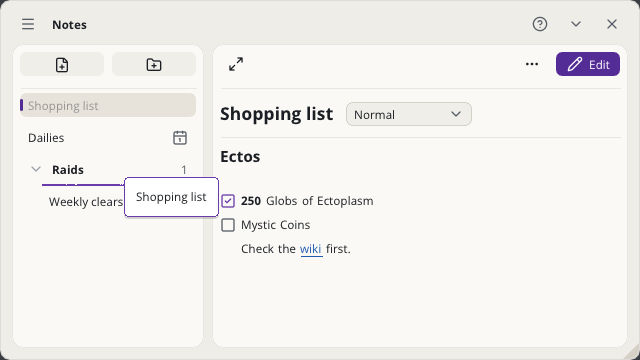 Notes
Edit
Shopping list
Dailies
Raids 1
Weekly clears
Shopping list
Shopping list Normal
Ectos
250 Globs of Ectoplasm
Mystic Coins
Check the wiki first.